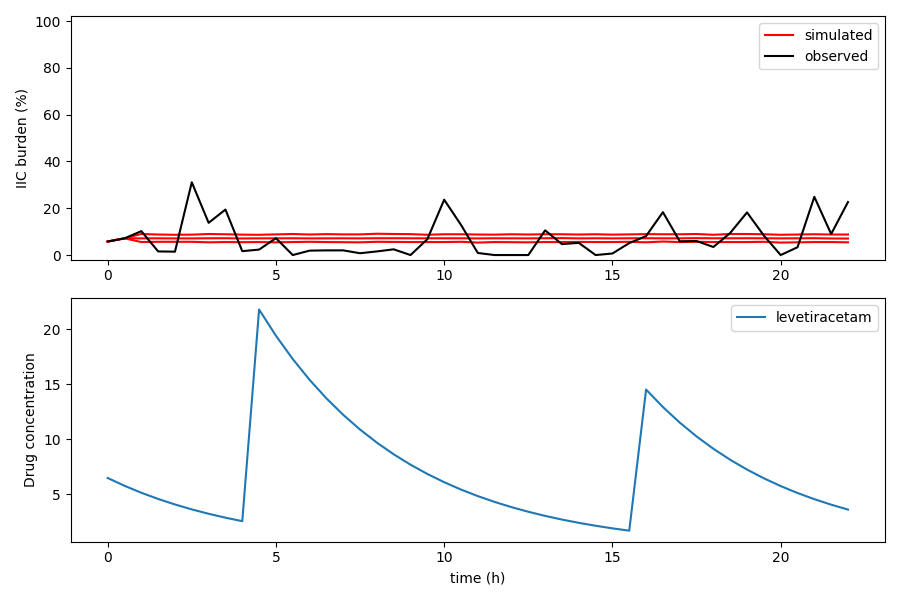 100
80
60
40
20
0
IIC burden (%)
simulated
observed
0 5 10 15 20
20
15
10
5
Drug concentration
levetiracetam
0 5 10 15 20
time (h)